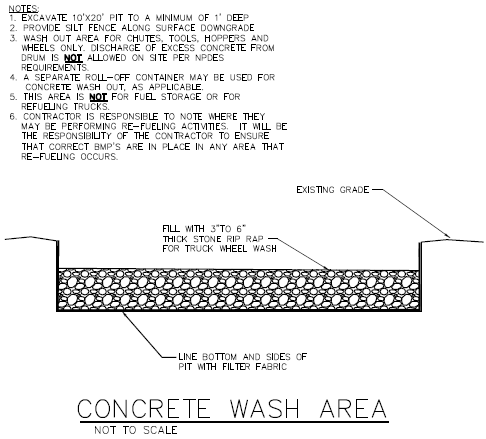 NOTES:
1. EXCAVATE 10'X20' PIT TO A MINIMUM OF 1' DEEP
2. PROVIDE SILT FENCE ALONG SURFACE DOWNGRADE
3. WASH OUT AREA FOR CHUTES, TOOLS, HOPPERS AND
WHEELS ONLY. DISCHARGE OF EXCESS CONCRETE FROM
DRUM IS NOT ALLOWED ON SITE PER NPDES
REQUIREMENTS.
4. A SEPARATE ROLL-OFF CONTAINER MAY BE USED FOR
CONCRETE WASH OUT, AS APPLICABLE.
5. THIS AREA IS NOT FOR FUEL STORAGE OR FOR
REFUELING TRUCKS.
6. CONTRACTOR IS RESPONSIBLE TO NOTE WHERE THEY
MAY BE PERFORMING RE-FUELING ACTIVITIES. IT WILL BE
THE RESPONSIBILITY OF THE CONTRACTOR TO ENSURE
THAT CORRECT BMP'S ARE IN PLACE IN ANY AREA THAT
RE-FUELING OCCURS.
EXISTING GRADE
FILL WITH 3"TO 6"
THICK STONE RIP RAP
FOR TRUCK WHEEL WASH
LINE BOTTOM AND SIDES OF
PIT WITH FILTER FABRIC
CONCRETE WASH AREA
NOT TO SCALE